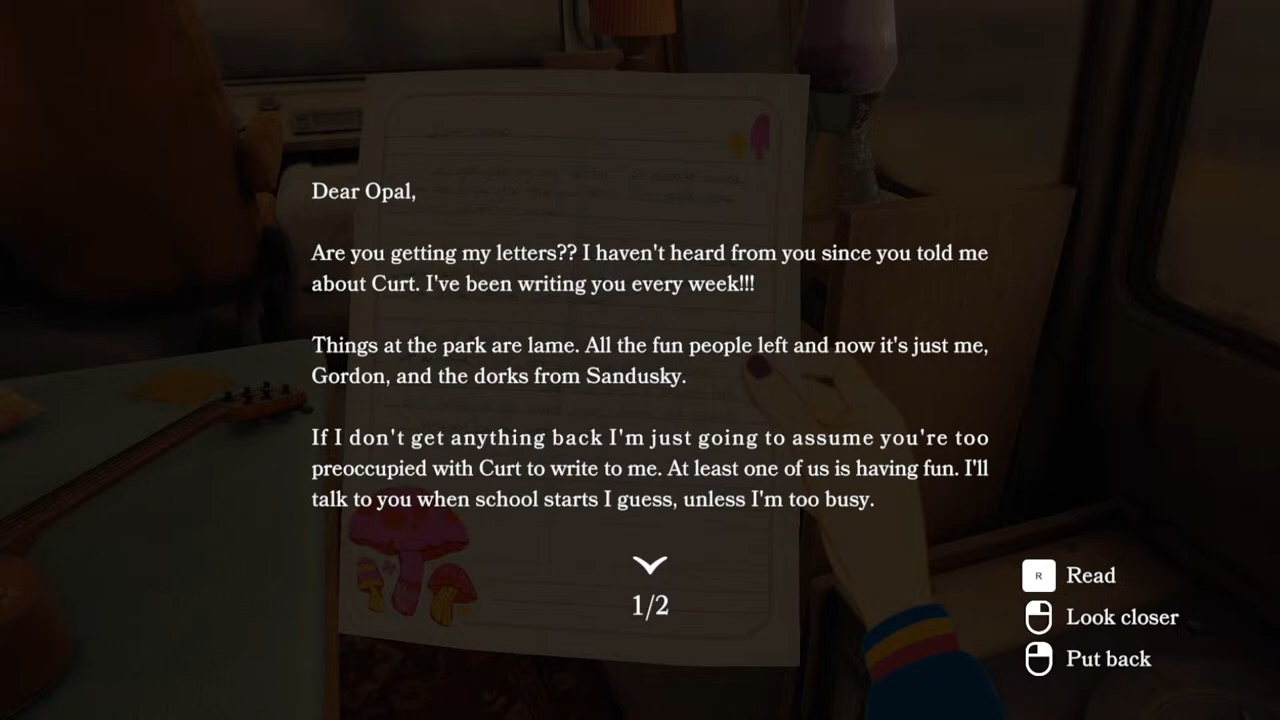 Dear Opal,
Are you getting my letters?? I haven't heard from you since you told me
about Curt. I've been writing you every week!!!
Things at the park are lame. All the fun people left and now it's just me,
Gordon, and the dorks from Sandusky.
If I don't get anything back I'm just going to assume you're too
preoccupied with Curt to write to me. At least one of us is having fun. I'll
talk to you when school starts I guess, unless I'm too busy.
1/2
R Read
Look closer
Put back